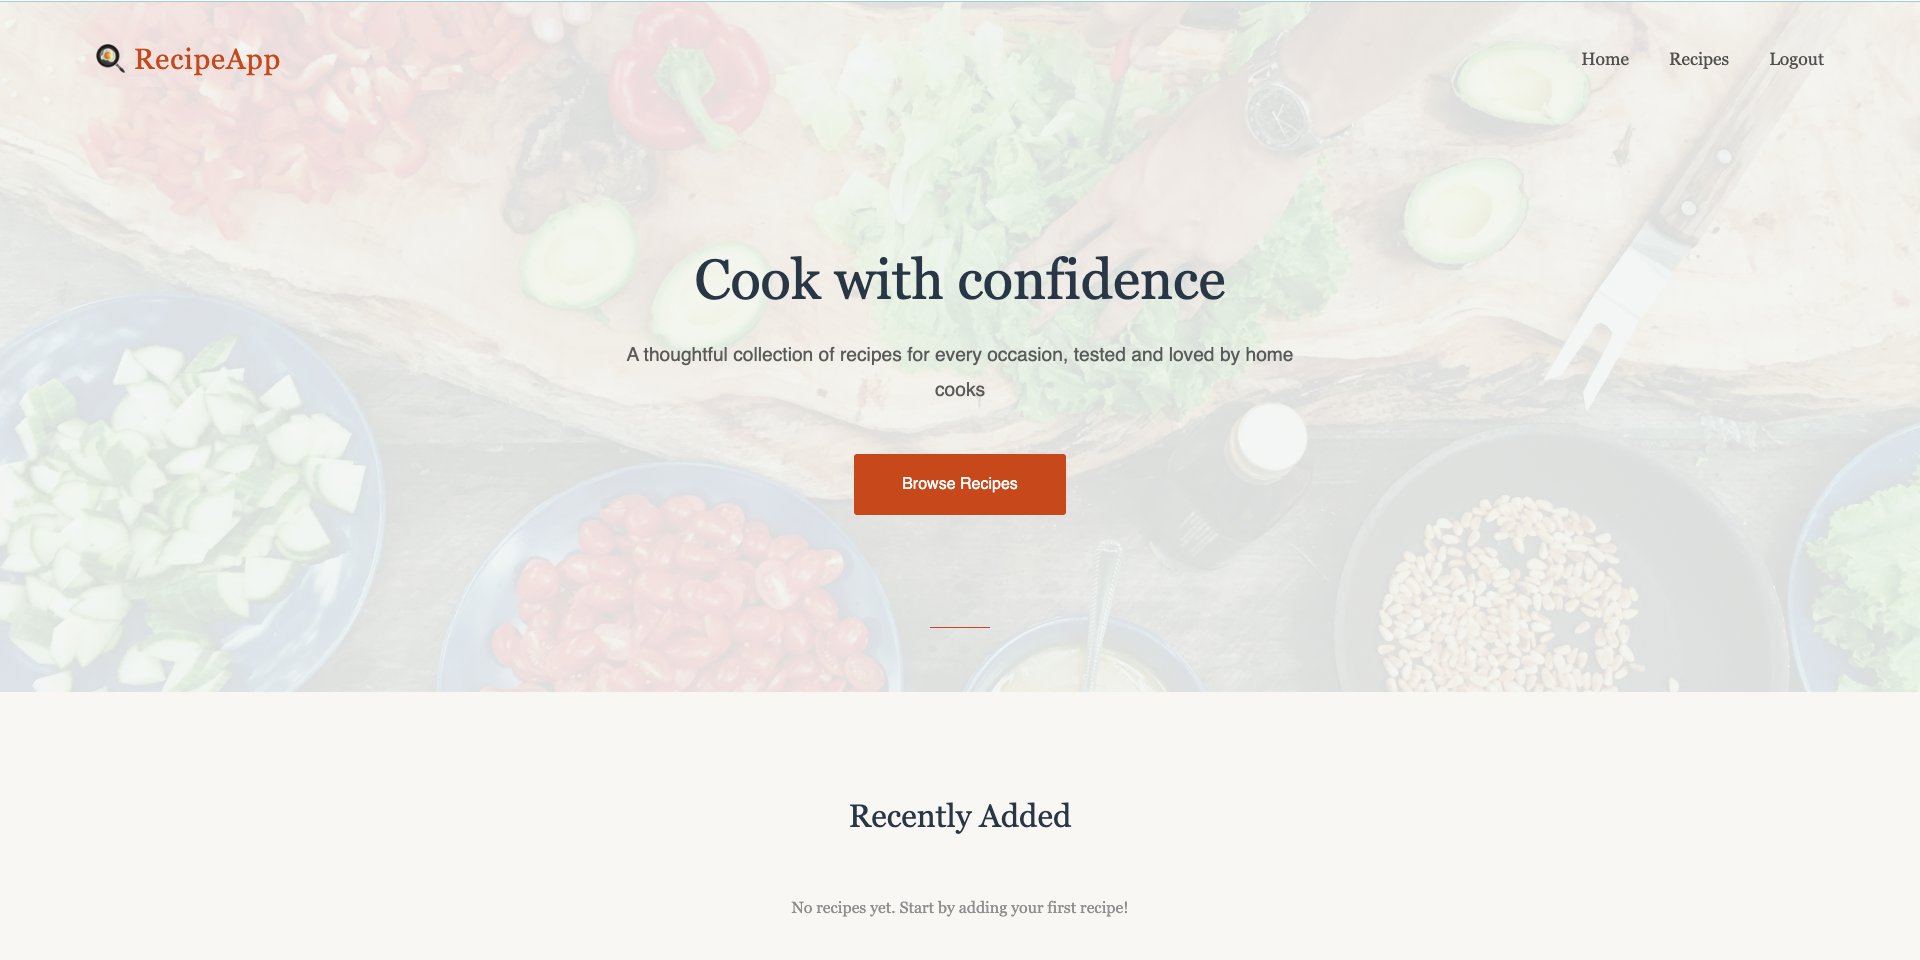 RecipeApp
Home Recipes Logout
Cook with confidence
A thoughtful collection of recipes for every occasion, tested and loved by home
cooks
Browse Recipes
Recently Added
No recipes yet. Start by adding your first recipe!